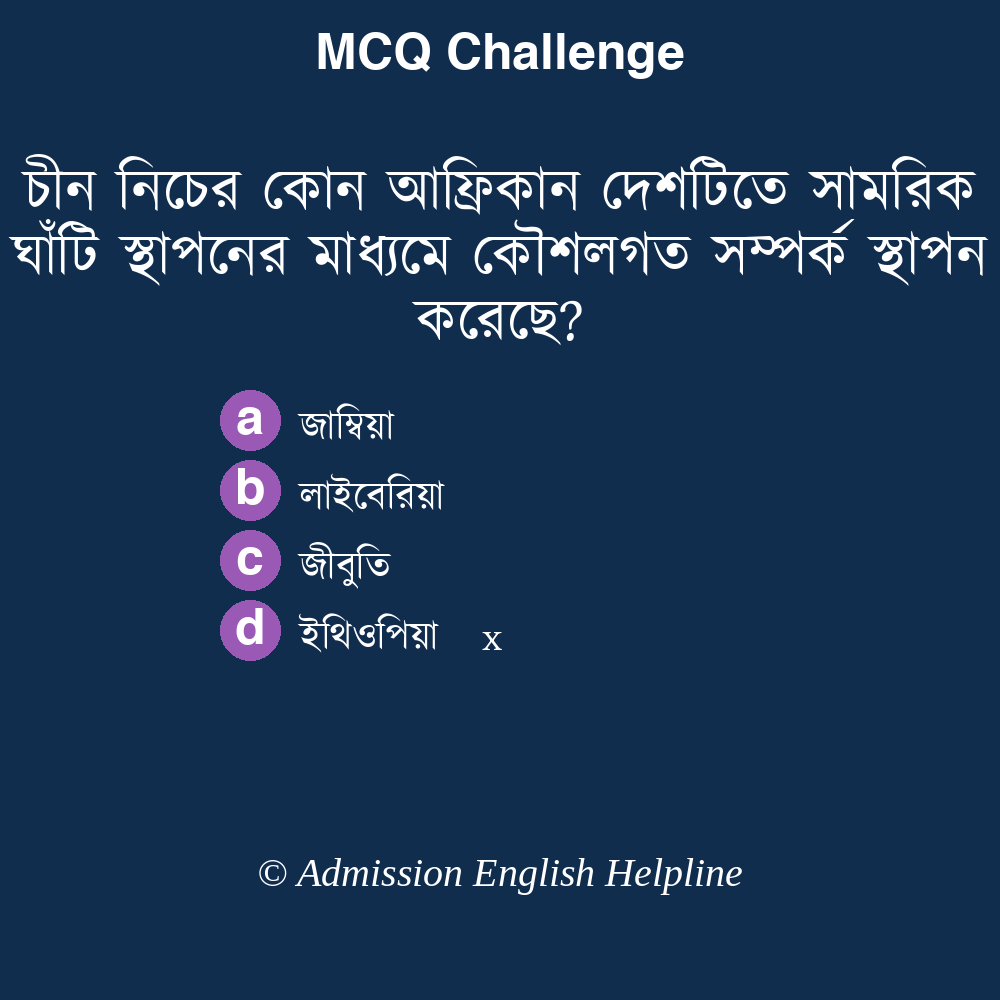 MCQ Challenge
চীন নিচের কোন আফ্রিকান দেশটিতে সামরিক
ঘাঁটি স্থাপনের মাধ্যমে কৌশলগত সম্পর্ক স্থাপন
করেছে?
a জাম্বিয়া
b লাইবেরিয়া
c জীবুতি
d ইথিওপিয়া x
© Admission English Helpline